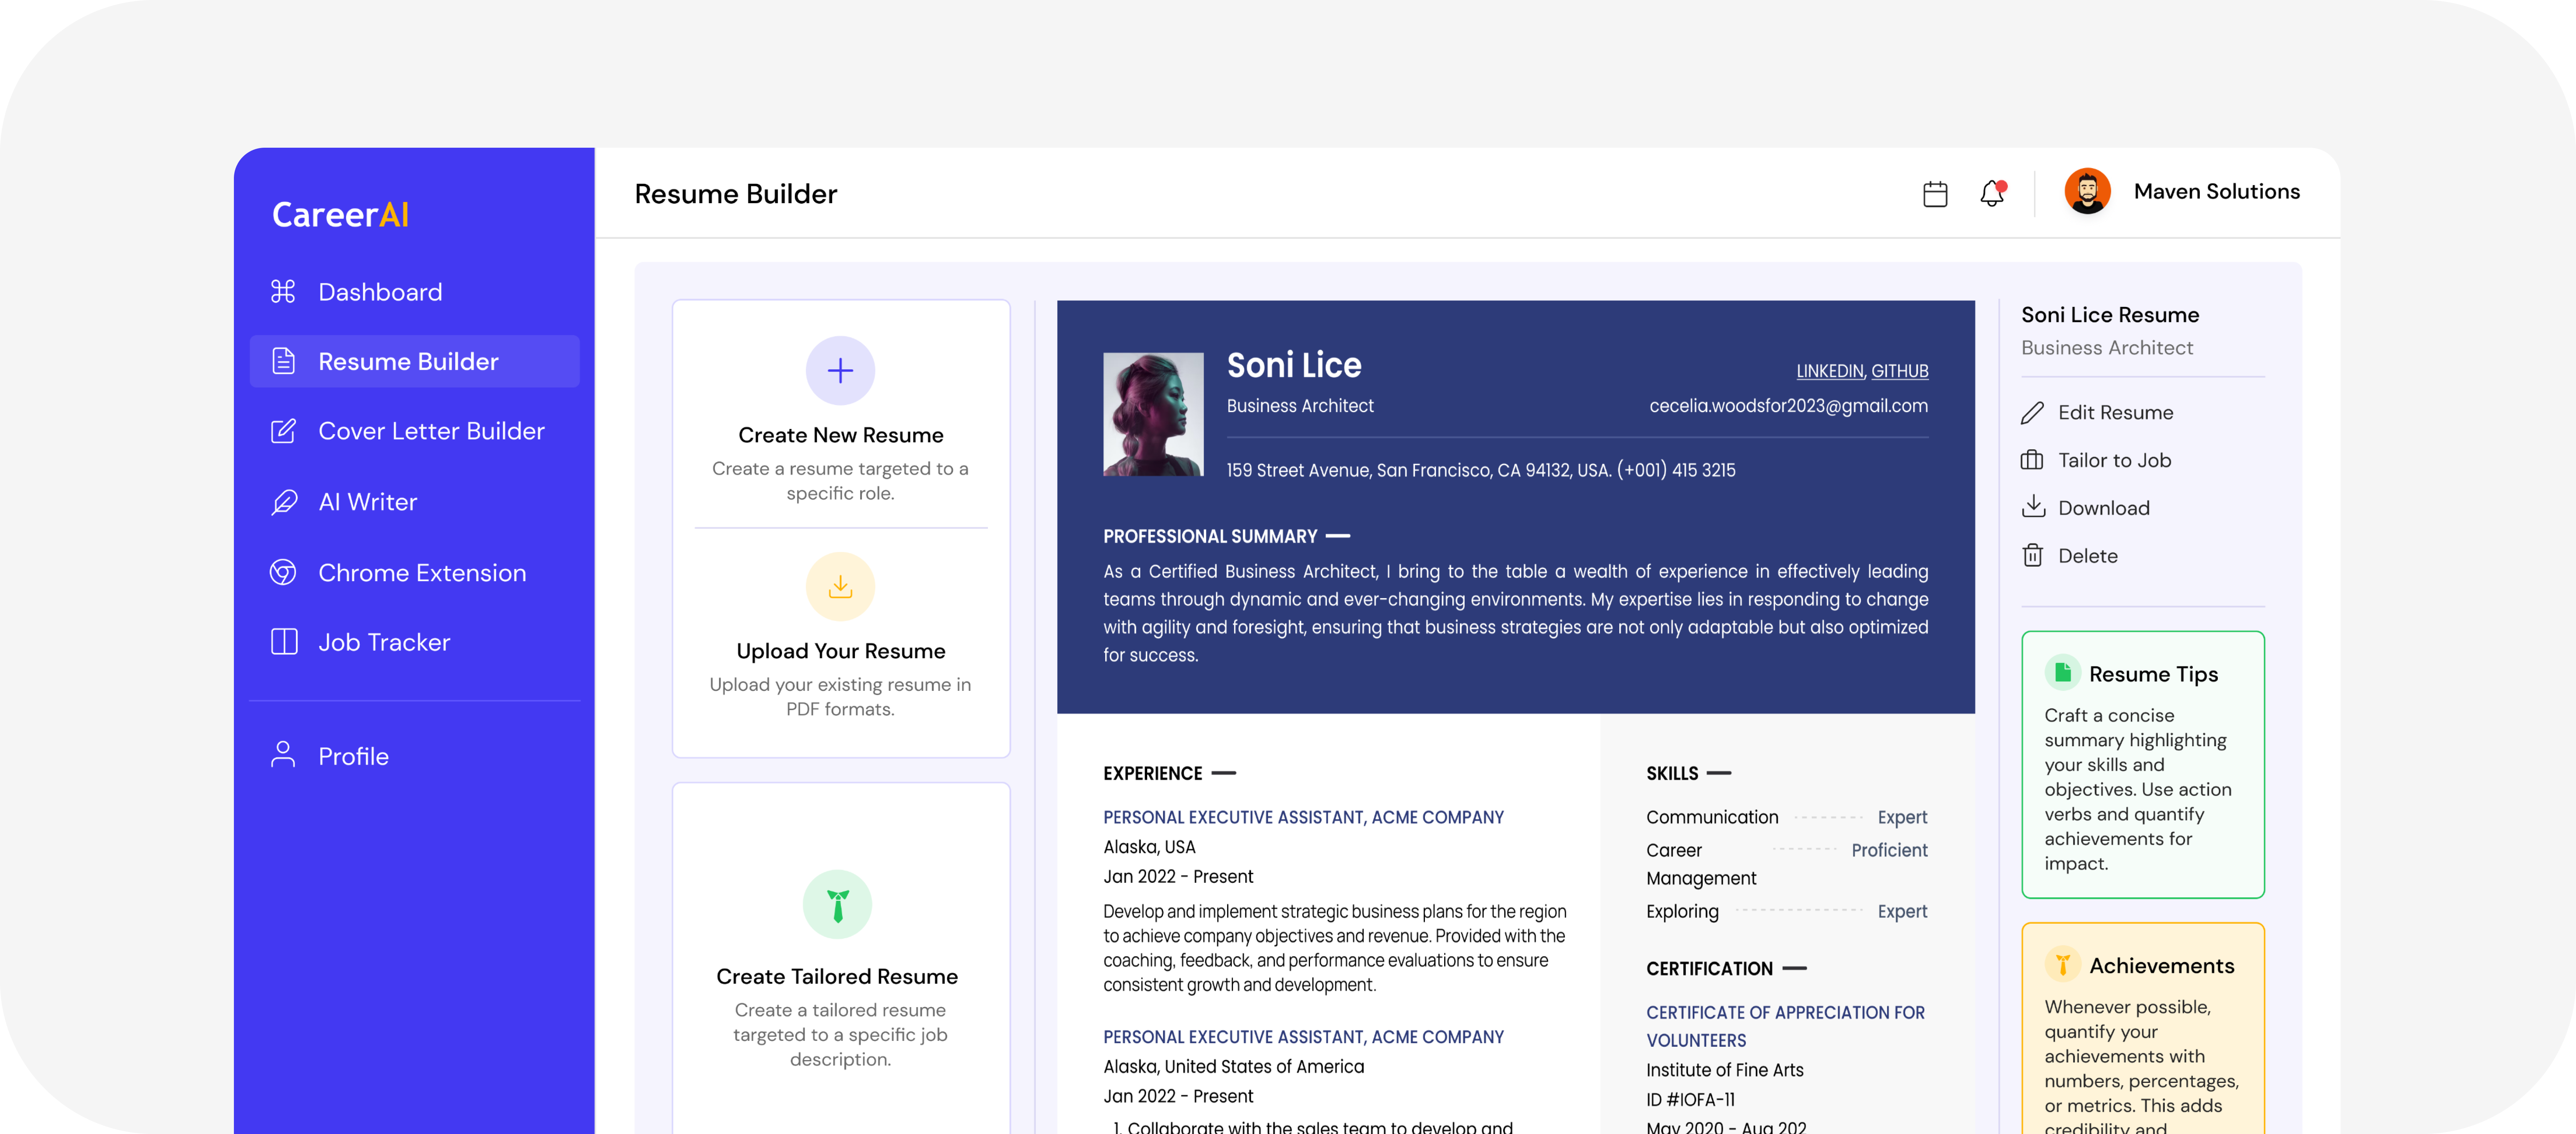 CareerAI
Dashboard
Resume Builder
Cover Letter Builder
AI Writer
Chrome Extension
Job Tracker
Profile
Resume Builder
Maven Solutions
Create New Resume
Create a resume targeted to a
specific role.
Upload Your Resume
Upload your existing resume in
PDF formats.
Create Tailored Resume
Create a tailored resume
targeted to a specific job
description.
Soni Lice
Business Architect
LINKEDIN, GITHUB
cecelia.woodsfor2023@gmail.com
159 Street Avenue, San Francisco, CA 94132, USA. (+001) 415 3215
PROFESSIONAL SUMMARY
As a Certified Business Architect, I bring to the table a wealth of experience in effectively leading
teams through dynamic and ever-changing environments. My expertise lies in responding to change
with agility and foresight, ensuring that business strategies are not only adaptable but also optimized
for success.
EXPERIENCE
PERSONAL EXECUTIVE ASSISTANT, ACME COMPANY
Alaska, USA
Jan 2022 - Present
Develop and implement strategic business plans for the region
to achieve company objectives and revenue. Provided with the
coaching, feedback, and performance evaluations to ensure
consistent growth and development.
PERSONAL EXECUTIVE ASSISTANT, ACME COMPANY
Alaska, United States of America
Jan 2022 - Present
1. Collaborate with the sales team to develop and
SKILLS
Communication Expert
Career Proficient
Management
Exploring Expert
CERTIFICATION
CERTIFICATE OF APPRECIATION FOR
VOLUNTEERS
Institute of Fine Arts
ID #IOFA-11
May 2020 - Aug 202
Soni Lice Resume
Business Architect
Edit Resume
Tailor to Job
Download
Delete
Resume Tips
Craft a concise
summary highlighting
your skills and
objectives. Use action
verbs and quantify
achievements for
impact.
Achievements
Whenever possible,
quantify your
achievements with
numbers, percentages,
or metrics. This adds
credibility and